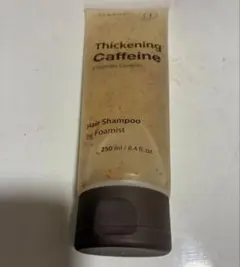 Thickening
Caffeine
Hair Shampoo
by Foamist
250 ml / 8.4 fl. oz